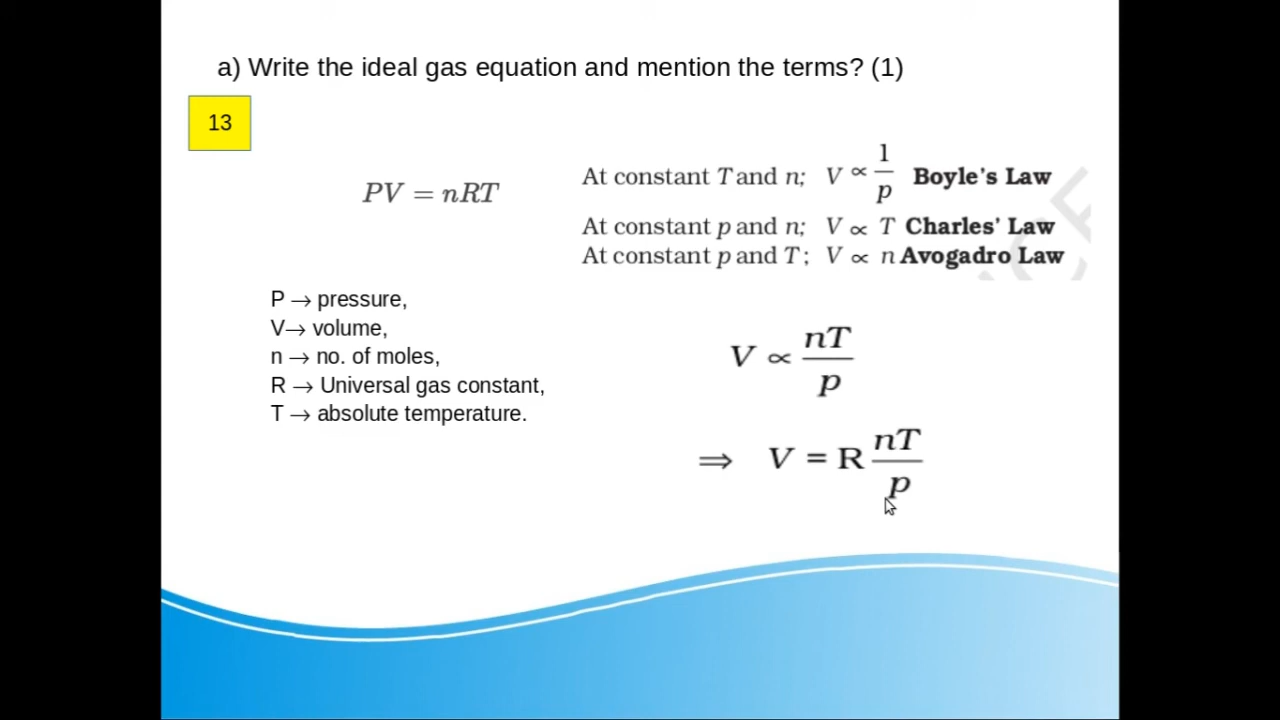 a) Write the ideal gas equation and mention the terms? (1)
13
PV = nRT
At constant T and n; V ∝ 1/p Boyle's Law
At constant p and n; V ∝ T Charles' Law
At constant p and T; V ∝ n Avogadro Law
P → pressure,
V→ volume,
n → no. of moles,
R → Universal gas constant,
T → absolute temperature.
V ∝ nT/p
⇒ V = R nT/p